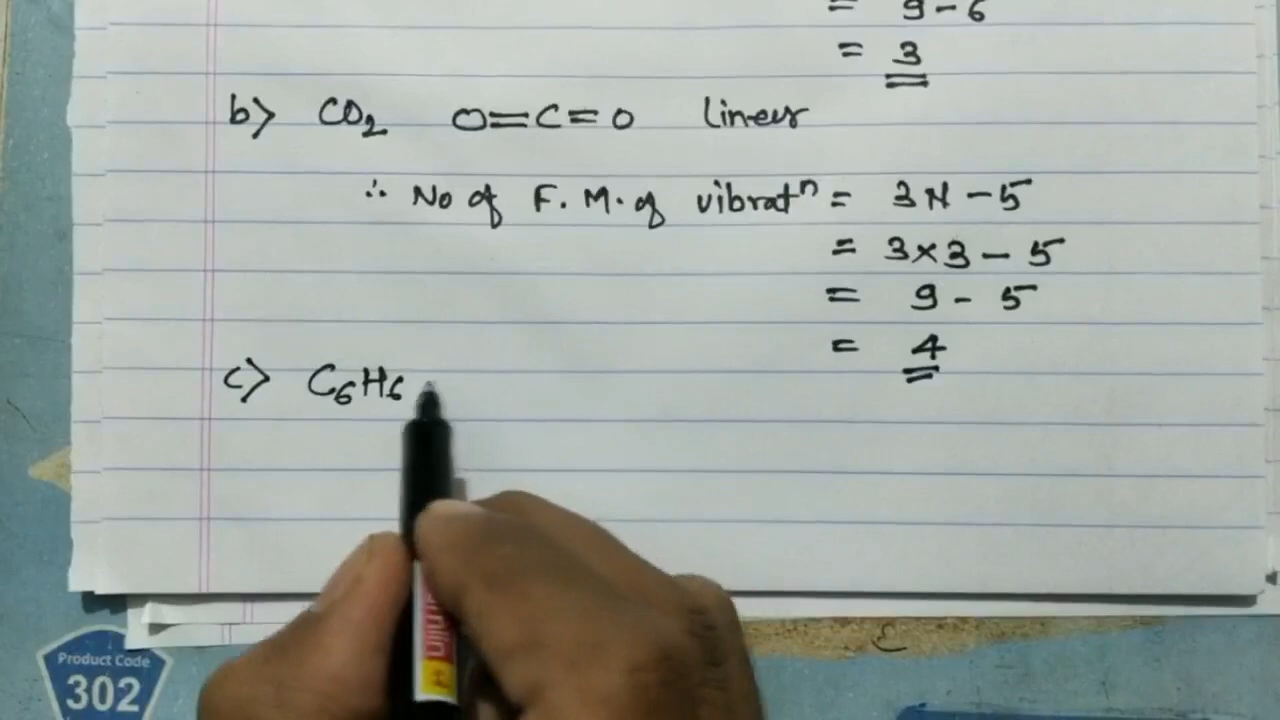 = 9 - 6
= 3
b> CO2 O=C=O Linear
∴ No of F. M. of vibratⁿ = 3N - 5
= 3×3 - 5
= 9 - 5
= 4
c> C6H6
Product Code
302